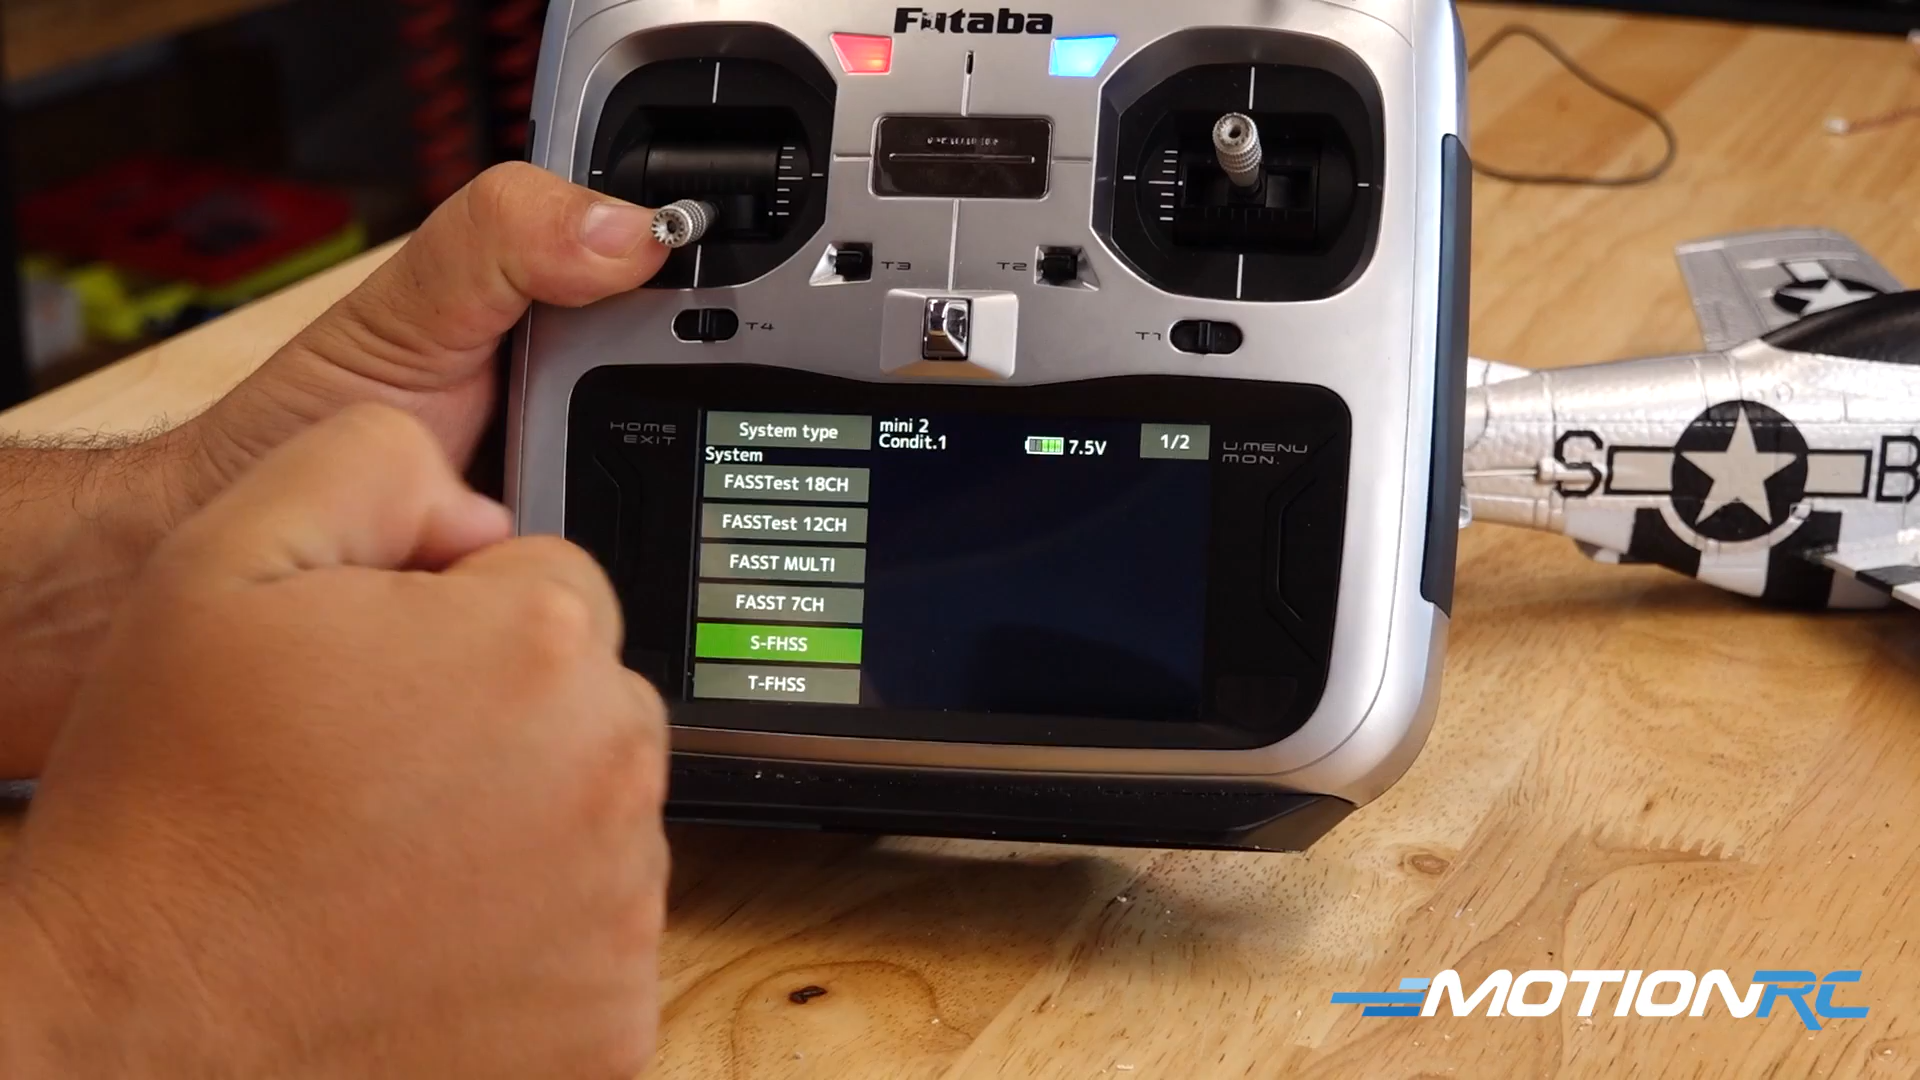 Futaba
T3
T2
T4
T1
HOME
EXIT
System type
mini 2
Condit.1
7.5V
1/2
U.MENU
MON.
System
FASSTest 18CH
FASSTest 12CH
FASST MULTI
FASST 7CH
S-FHSS
T-FHSS
S
B
MOTIONRC